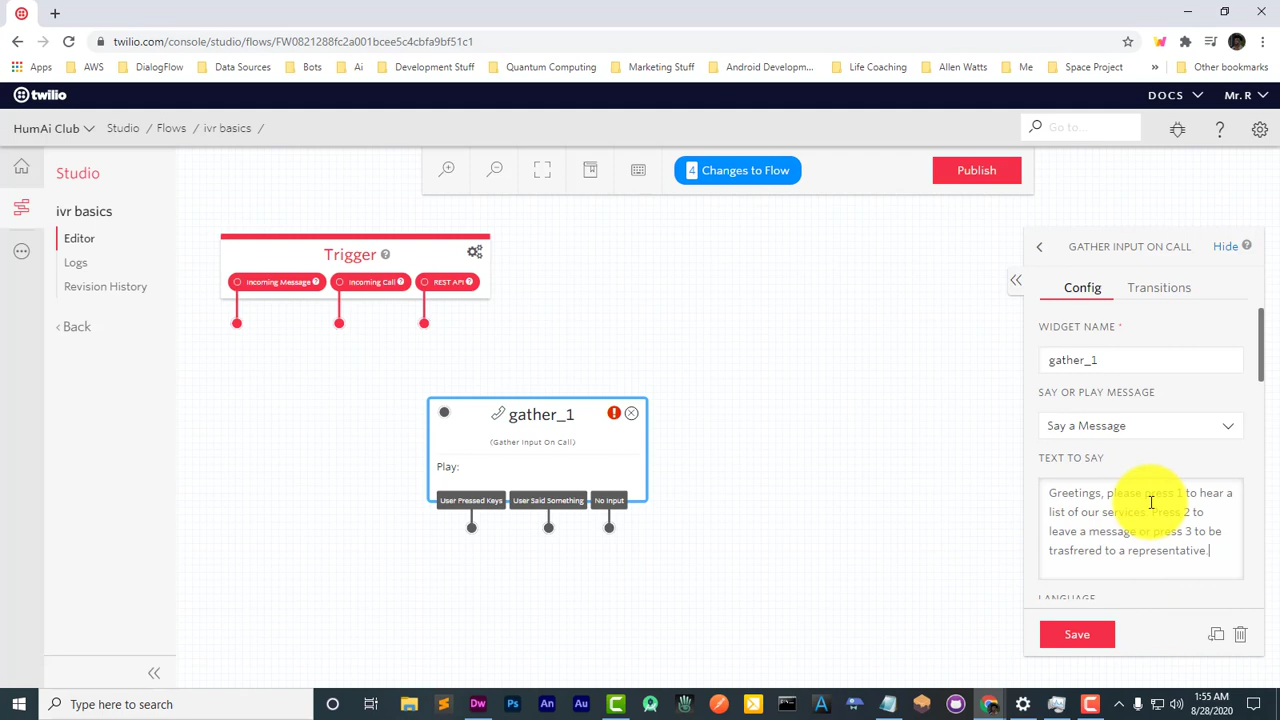 twilio.com/console/studio/flows/FW0821288fc2a001bcee5c4cbfa9bf51c1
Apps
AWS
DialogFlow
Data Sources
Bots
Ai
Development Stuff
Quantum Computing
Marketing Stuff
Android Developm...
Life Coaching
Allen Watts
Me
Space Project
»
Other bookmarks
twilio
DOCS
Mr. R
HumAi Club
Studio / Flows / ivr basics /
Go to...
Studio
ivr basics
Editor
Logs
Revision History
‹ Back
4 Changes to Flow
Publish
Trigger
Incoming Message
Incoming Call
REST API
gather_1
(Gather Input On Call)
Play:
User Pressed Keys
User Said Something
No Input
GATHER INPUT ON CALL
Hide
Config
Transitions
WIDGET NAME *
gather_1
SAY OR PLAY MESSAGE
Say a Message
TEXT TO SAY
Greetings, please press 1 to hear a
list of our services Press 2 to
leave a message or press 3 to be
trasfrered to a representative.
LANGUAGE
Save
Type here to search
1:55 AM
8/28/2020